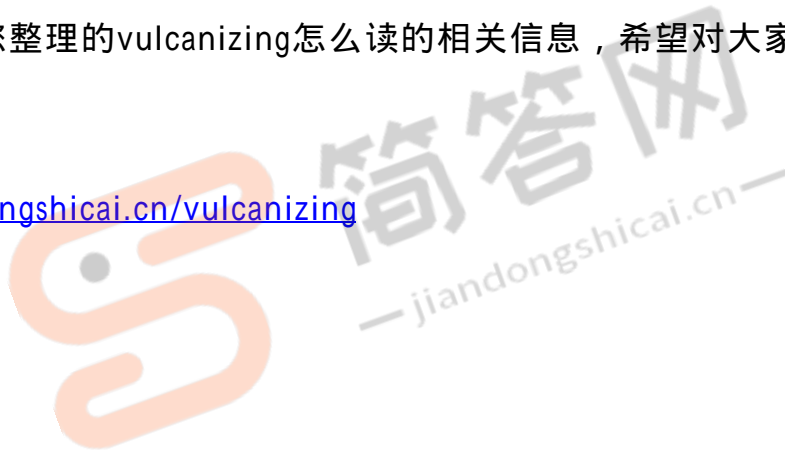 整理的vulcanizing怎么读的相关信息，希望对大家
ngshicai.cn/vulcanizing
简答网
jiandongshicai.cn